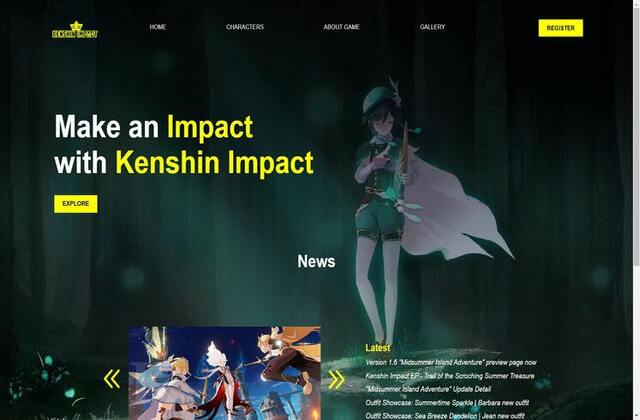 KENSHIN IMPACT
HOME
CHARACTERS
ABOUT GAME
GALLERY
REGISTER
Make an Impact
with Kenshin Impact
EXPLORE
News
Latest
Version 1.6 "Midsummer Island Adventure" preview page now
Kenshin Impact EP - Trail of the Scroching Summer Treasure
"Midsummer Island Adventure" Update Detail
Outfit Showcase: Summertime Sparkle | Barbara new outfit
Outfit Showcase: Sea Breeze Dandelion | Jean new outfit